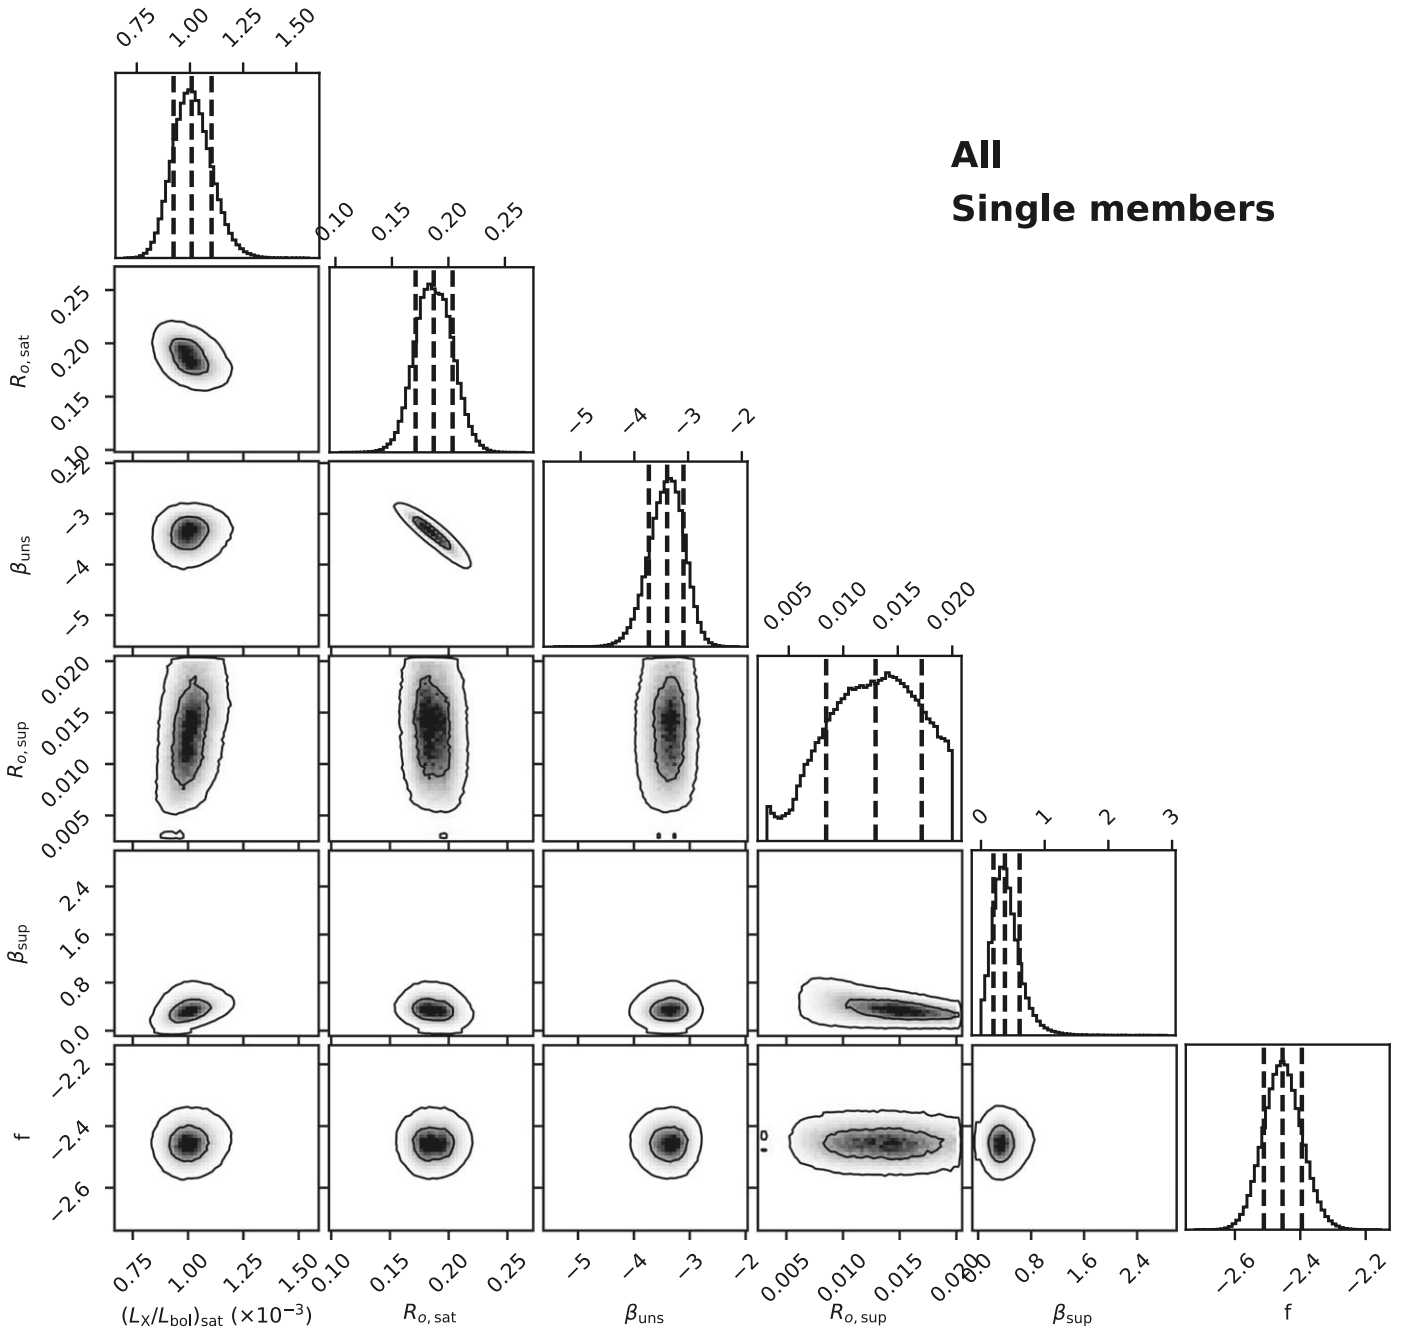 0.75 1.00 1.25 1.50
All
Single members
0.10 0.15 0.20 0.25
R_{o, sat}
0.25
0.20
0.15
0.10
−5 −4 −3 −2
β_{uns}
−2
−3
−4
−5
0.005 0.010 0.015 0.020
R_{o, sup}
0.020
0.015
0.010
0.005
0 1 2 3
β_{sup}
2.4
1.6
0.8
0.0
f
−2.2
−2.4
−2.6
0.75 1.00 1.50 0.10 0.15 0.20 0.25 −5 −4 −3 −2 0.005 0.010 0.015 0.020 0.0 0.8 1.6 2.4 −2.6 −2.4 −2.2
(L_X/L_{bol})_{sat} (×10^{−3}) R_{o, sat} β_{uns} R_{o, sup} β_{sup} f